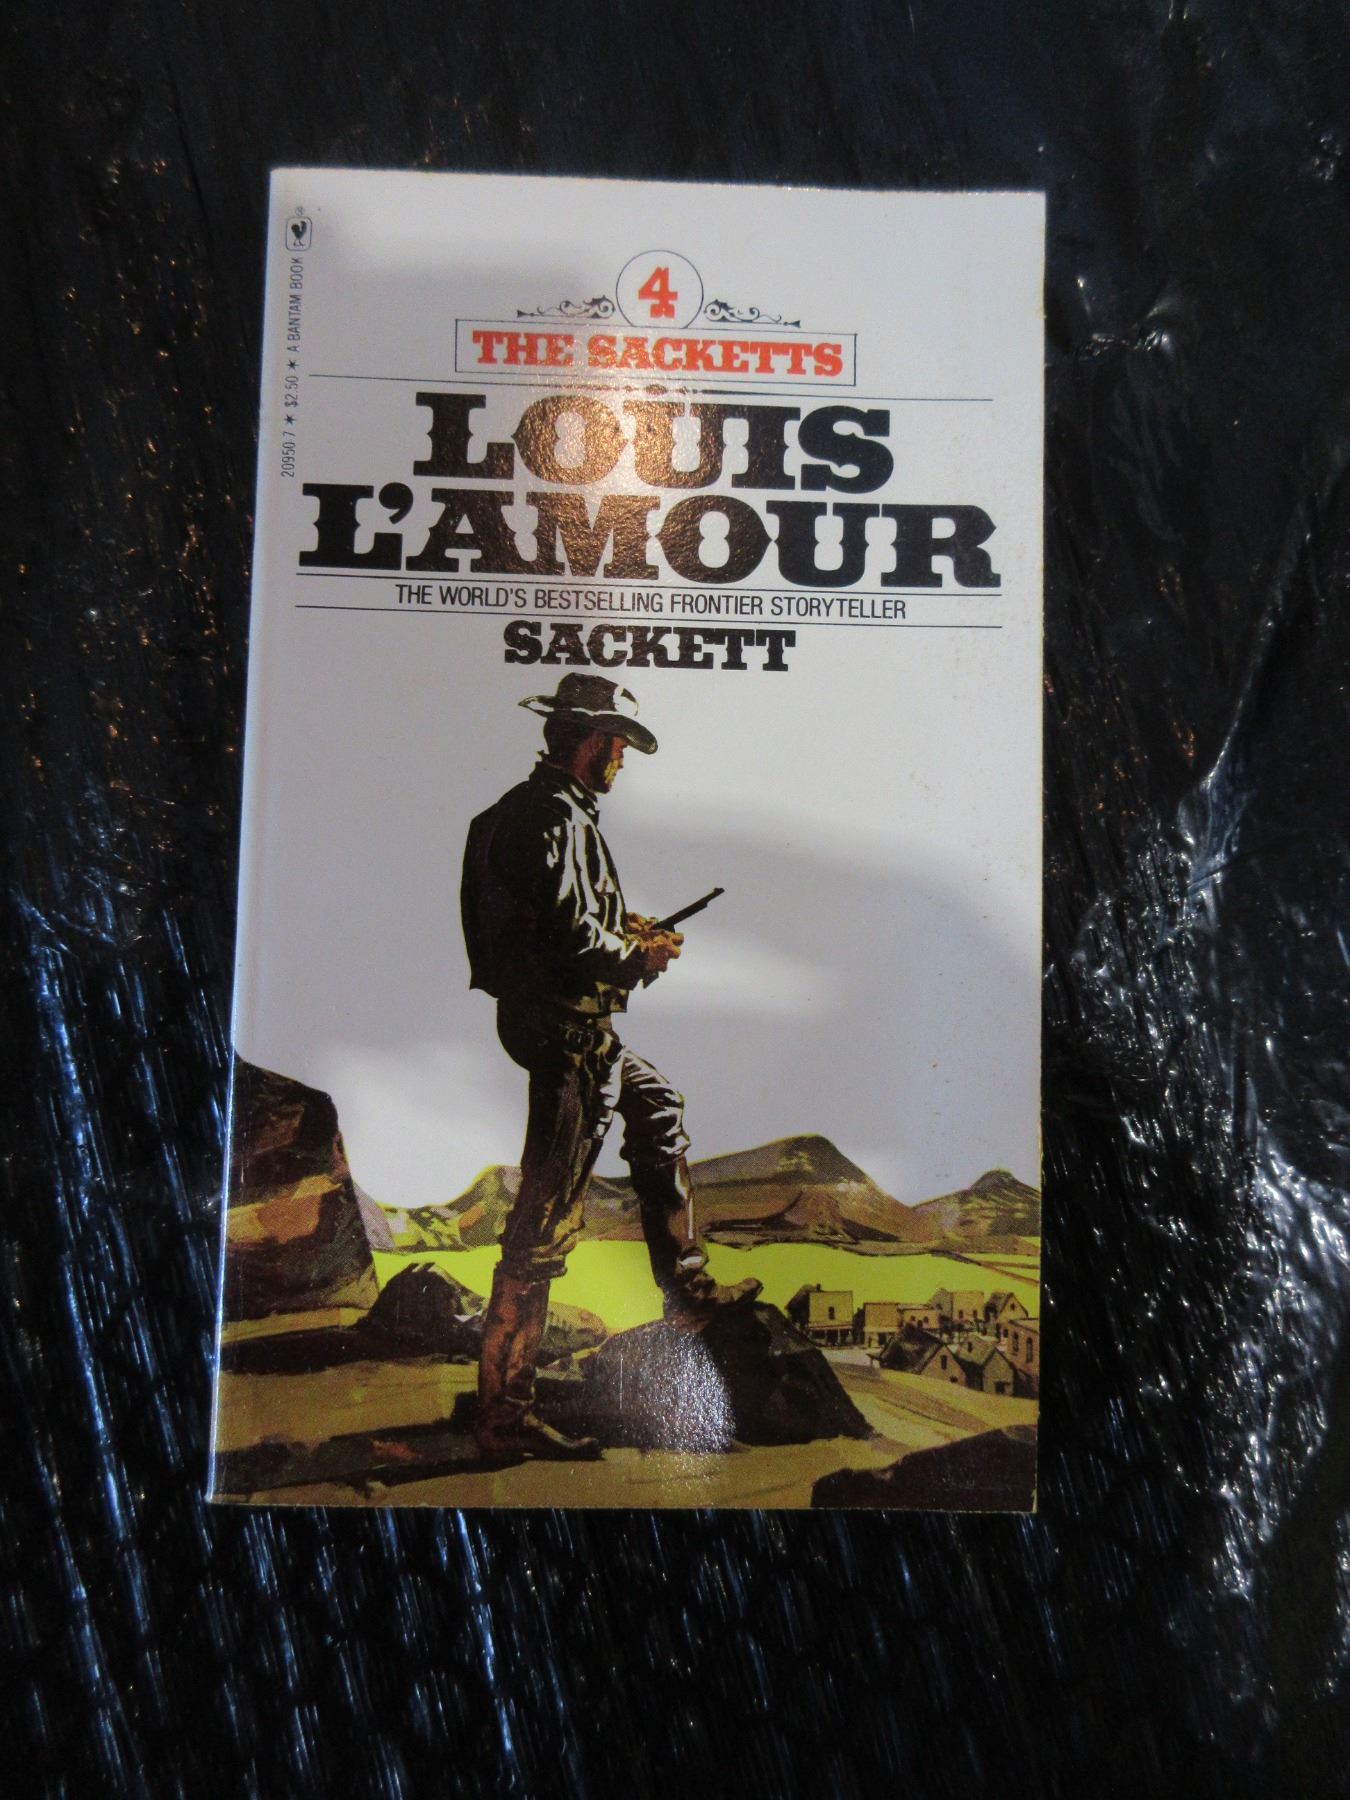 4
THE SACKETTS
LOUIS
L'AMOUR
THE WORLD'S BESTSELLING FRONTIER STORYTELLER
SACKETT
20950-7 * $2.50 * A BANTAM BOOK